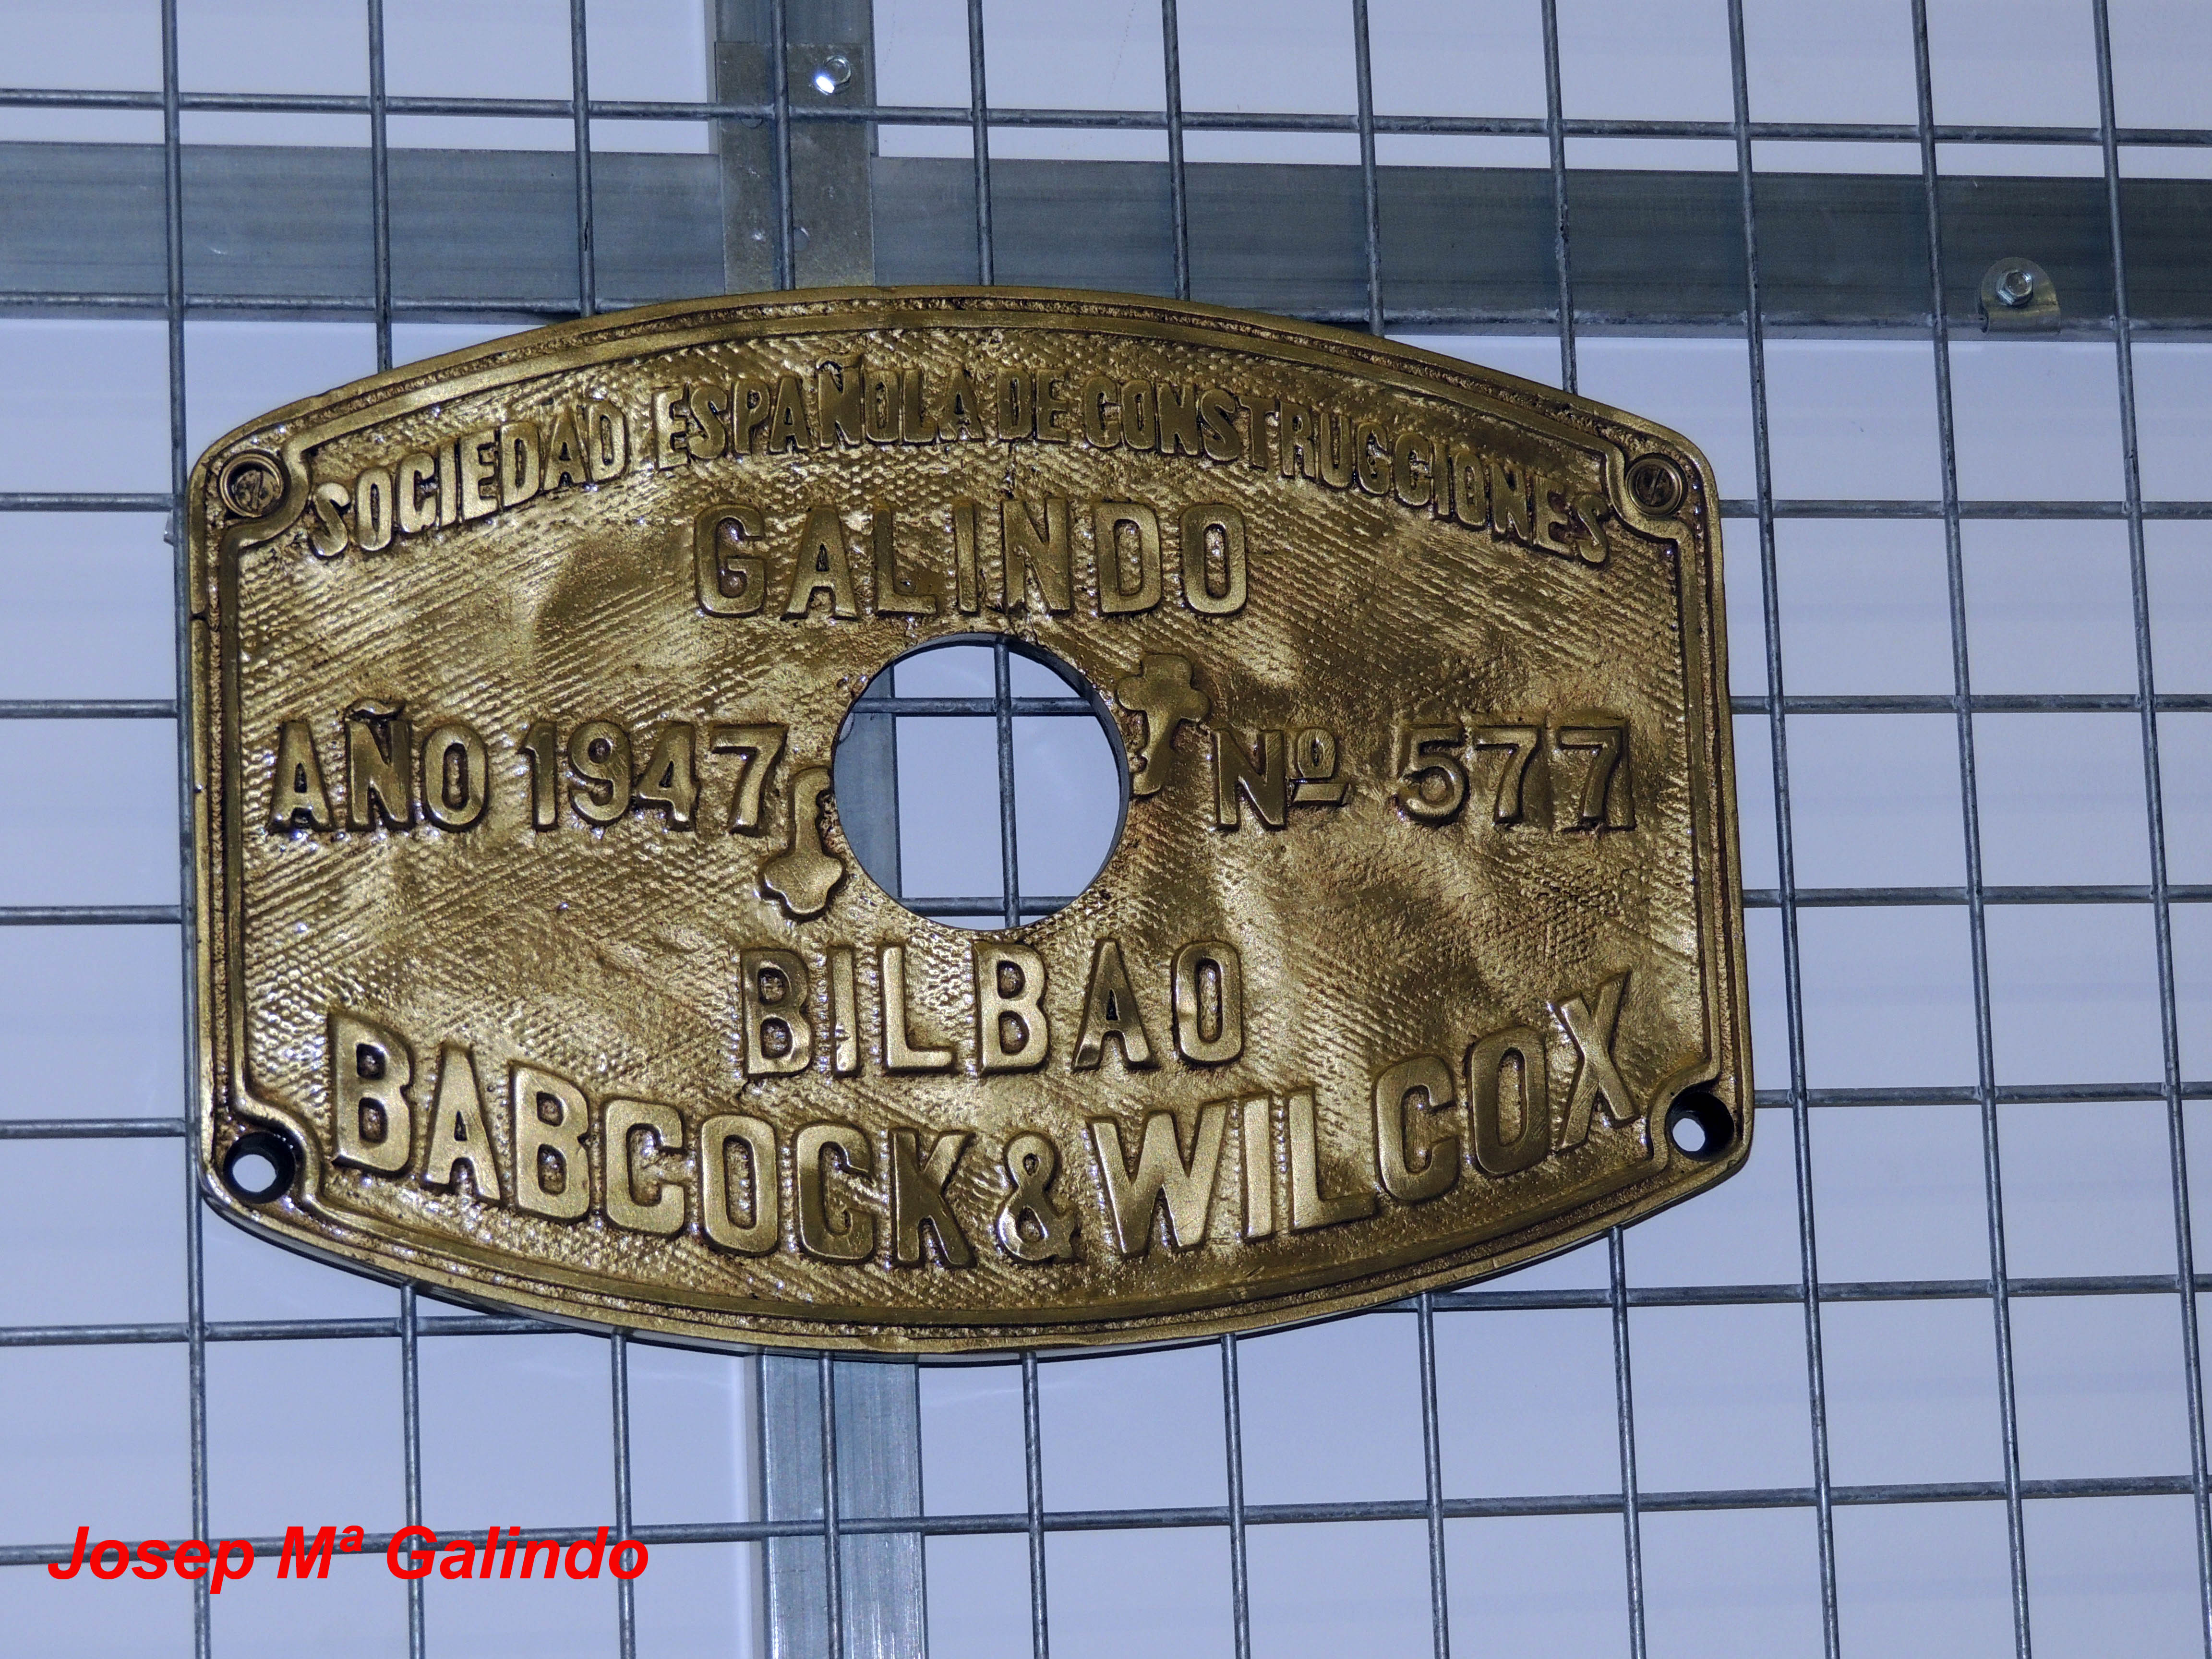 SOCIEDAD ESPAÑOLA DE CONSTRUCCIONES
GALINDO
AÑO 1947 Nº 577
BILBAO
BABCOCK & WILCOX
Josep Mª Galindo